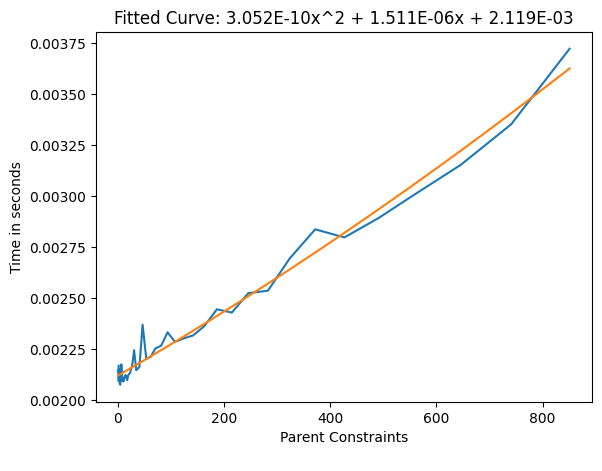 Fitted Curve: 3.052E-10x^2 + 1.511E-06x + 2.119E-03
0.00375
0.00350
0.00325
0.00300
0.00275
0.00250
0.00225
0.00200
Time in seconds
0 200 400 600 800
Parent Constraints